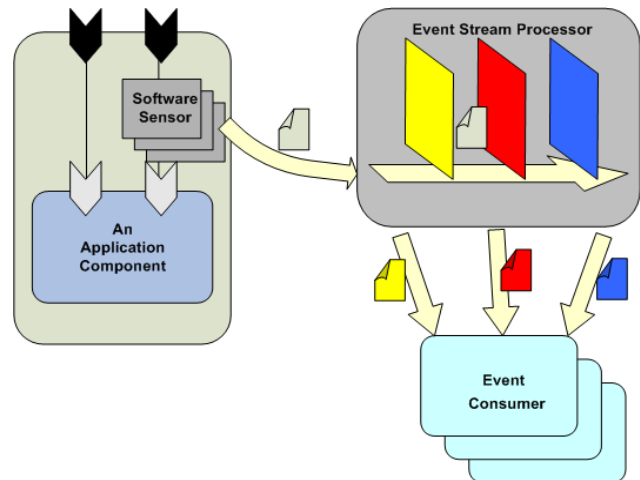 Event Stream Processor
Software
Sensor
An
Application
Component
Event
Consumer